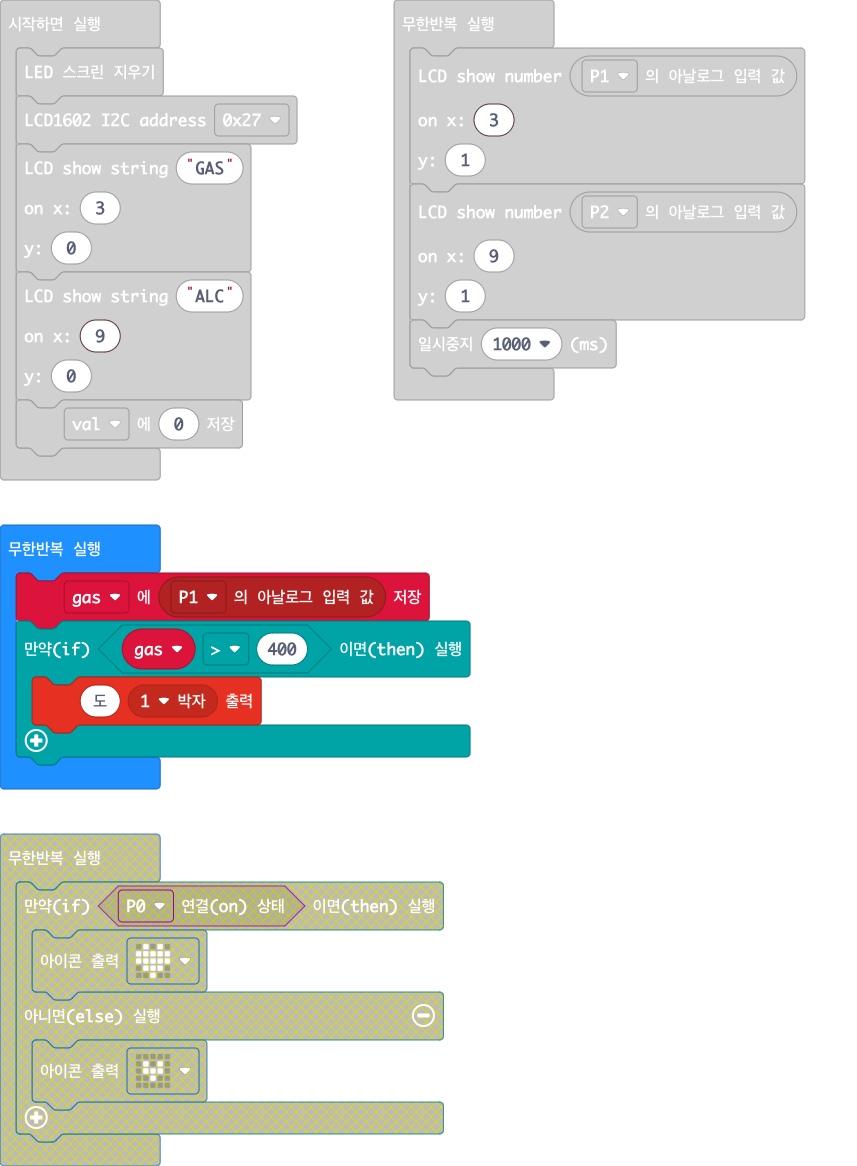 시작하면 실행
LED 스크린 지우기
LCD1602 I2C address 0x27
LCD show string "GAS"
on x: 3
y: 0
LCD show string "ALC"
on x: 9
y: 0
val 에 0 저장
무한반복 실행
LCD show number P1 의 아날로그 입력 값
on x: 3
y: 1
LCD show number P2 의 아날로그 입력 값
on x: 9
y: 1
일시중지 1000 (ms)
무한반복 실행
gas 에 P1 의 아날로그 입력 값 저장
만약(if) gas > 400 이면(then) 실행
도 1 박자 출력
무한반복 실행
만약(if) P0 연결(on) 상태 이면(then) 실행
아이콘 출력
아니면(else) 실행
아이콘 출력